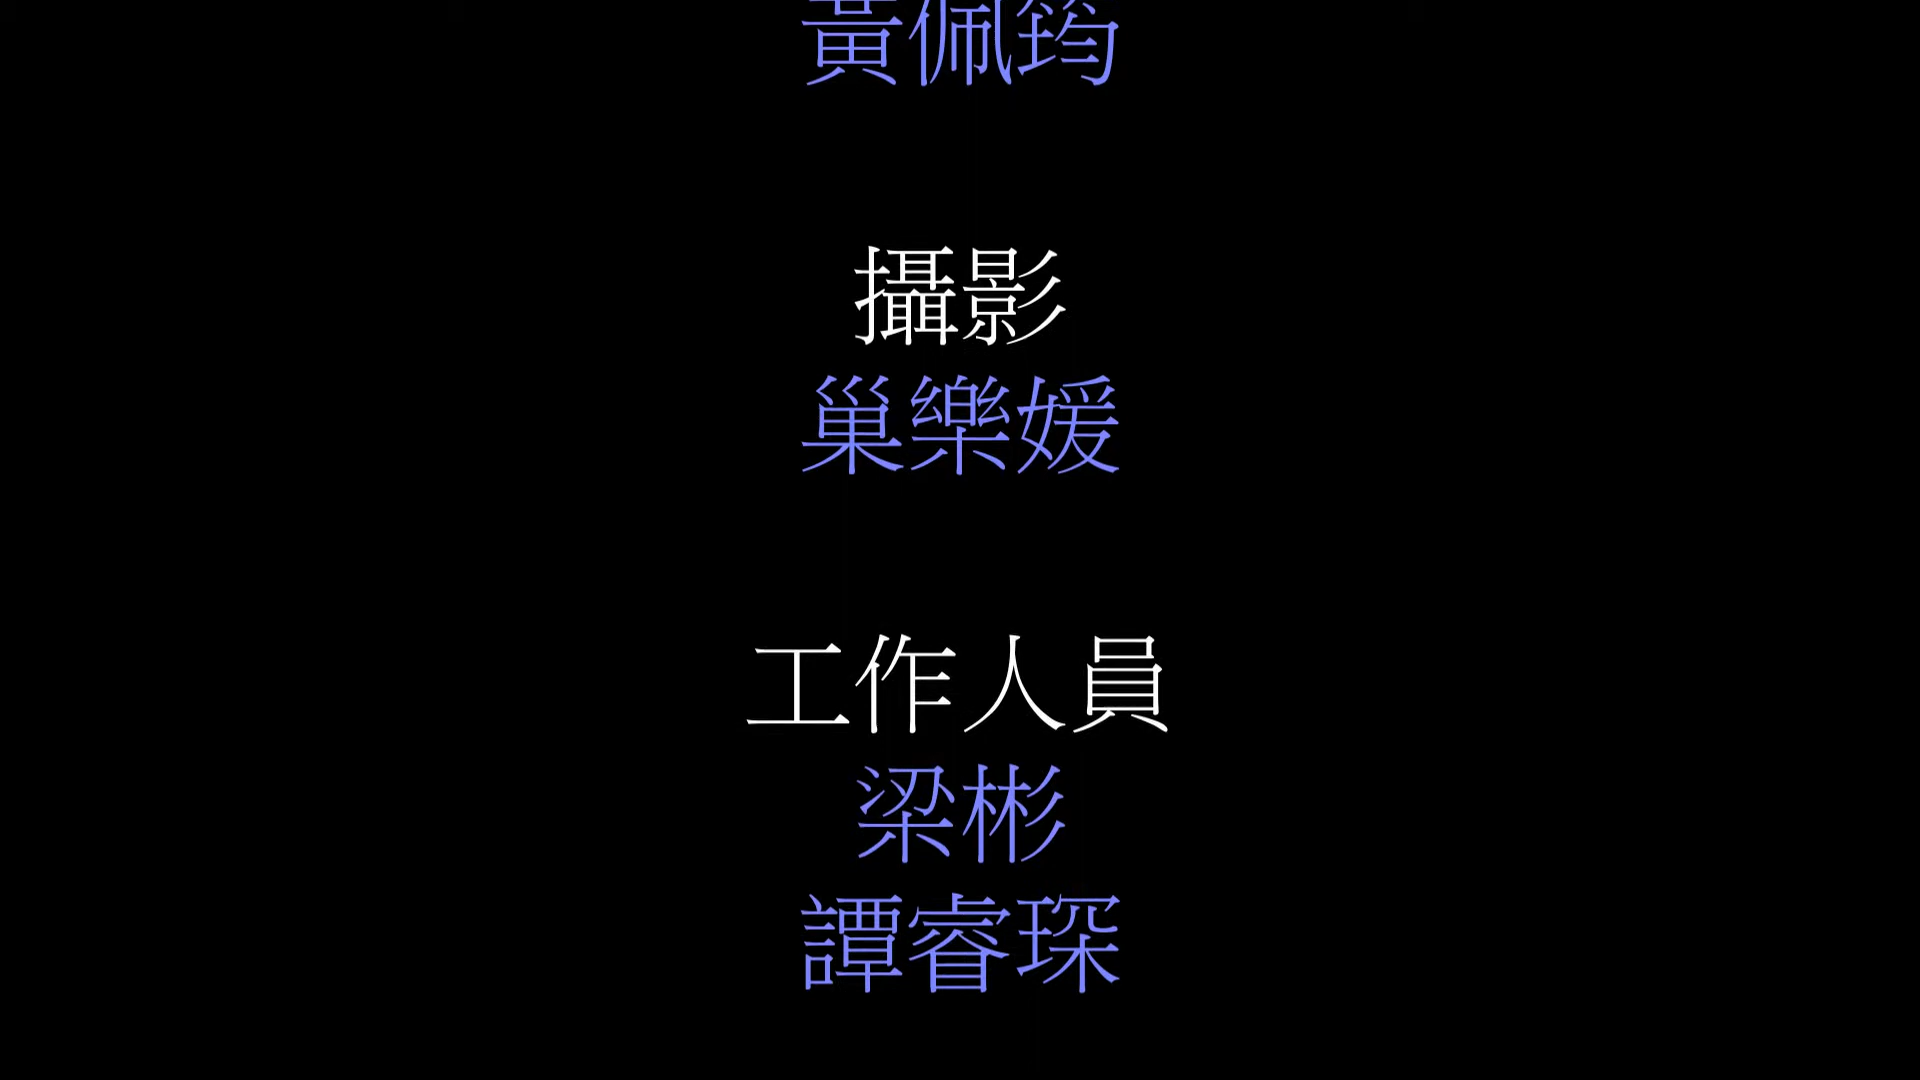 黃佩筠
攝影
巢樂媛
工作人員
梁彬
譚睿琛